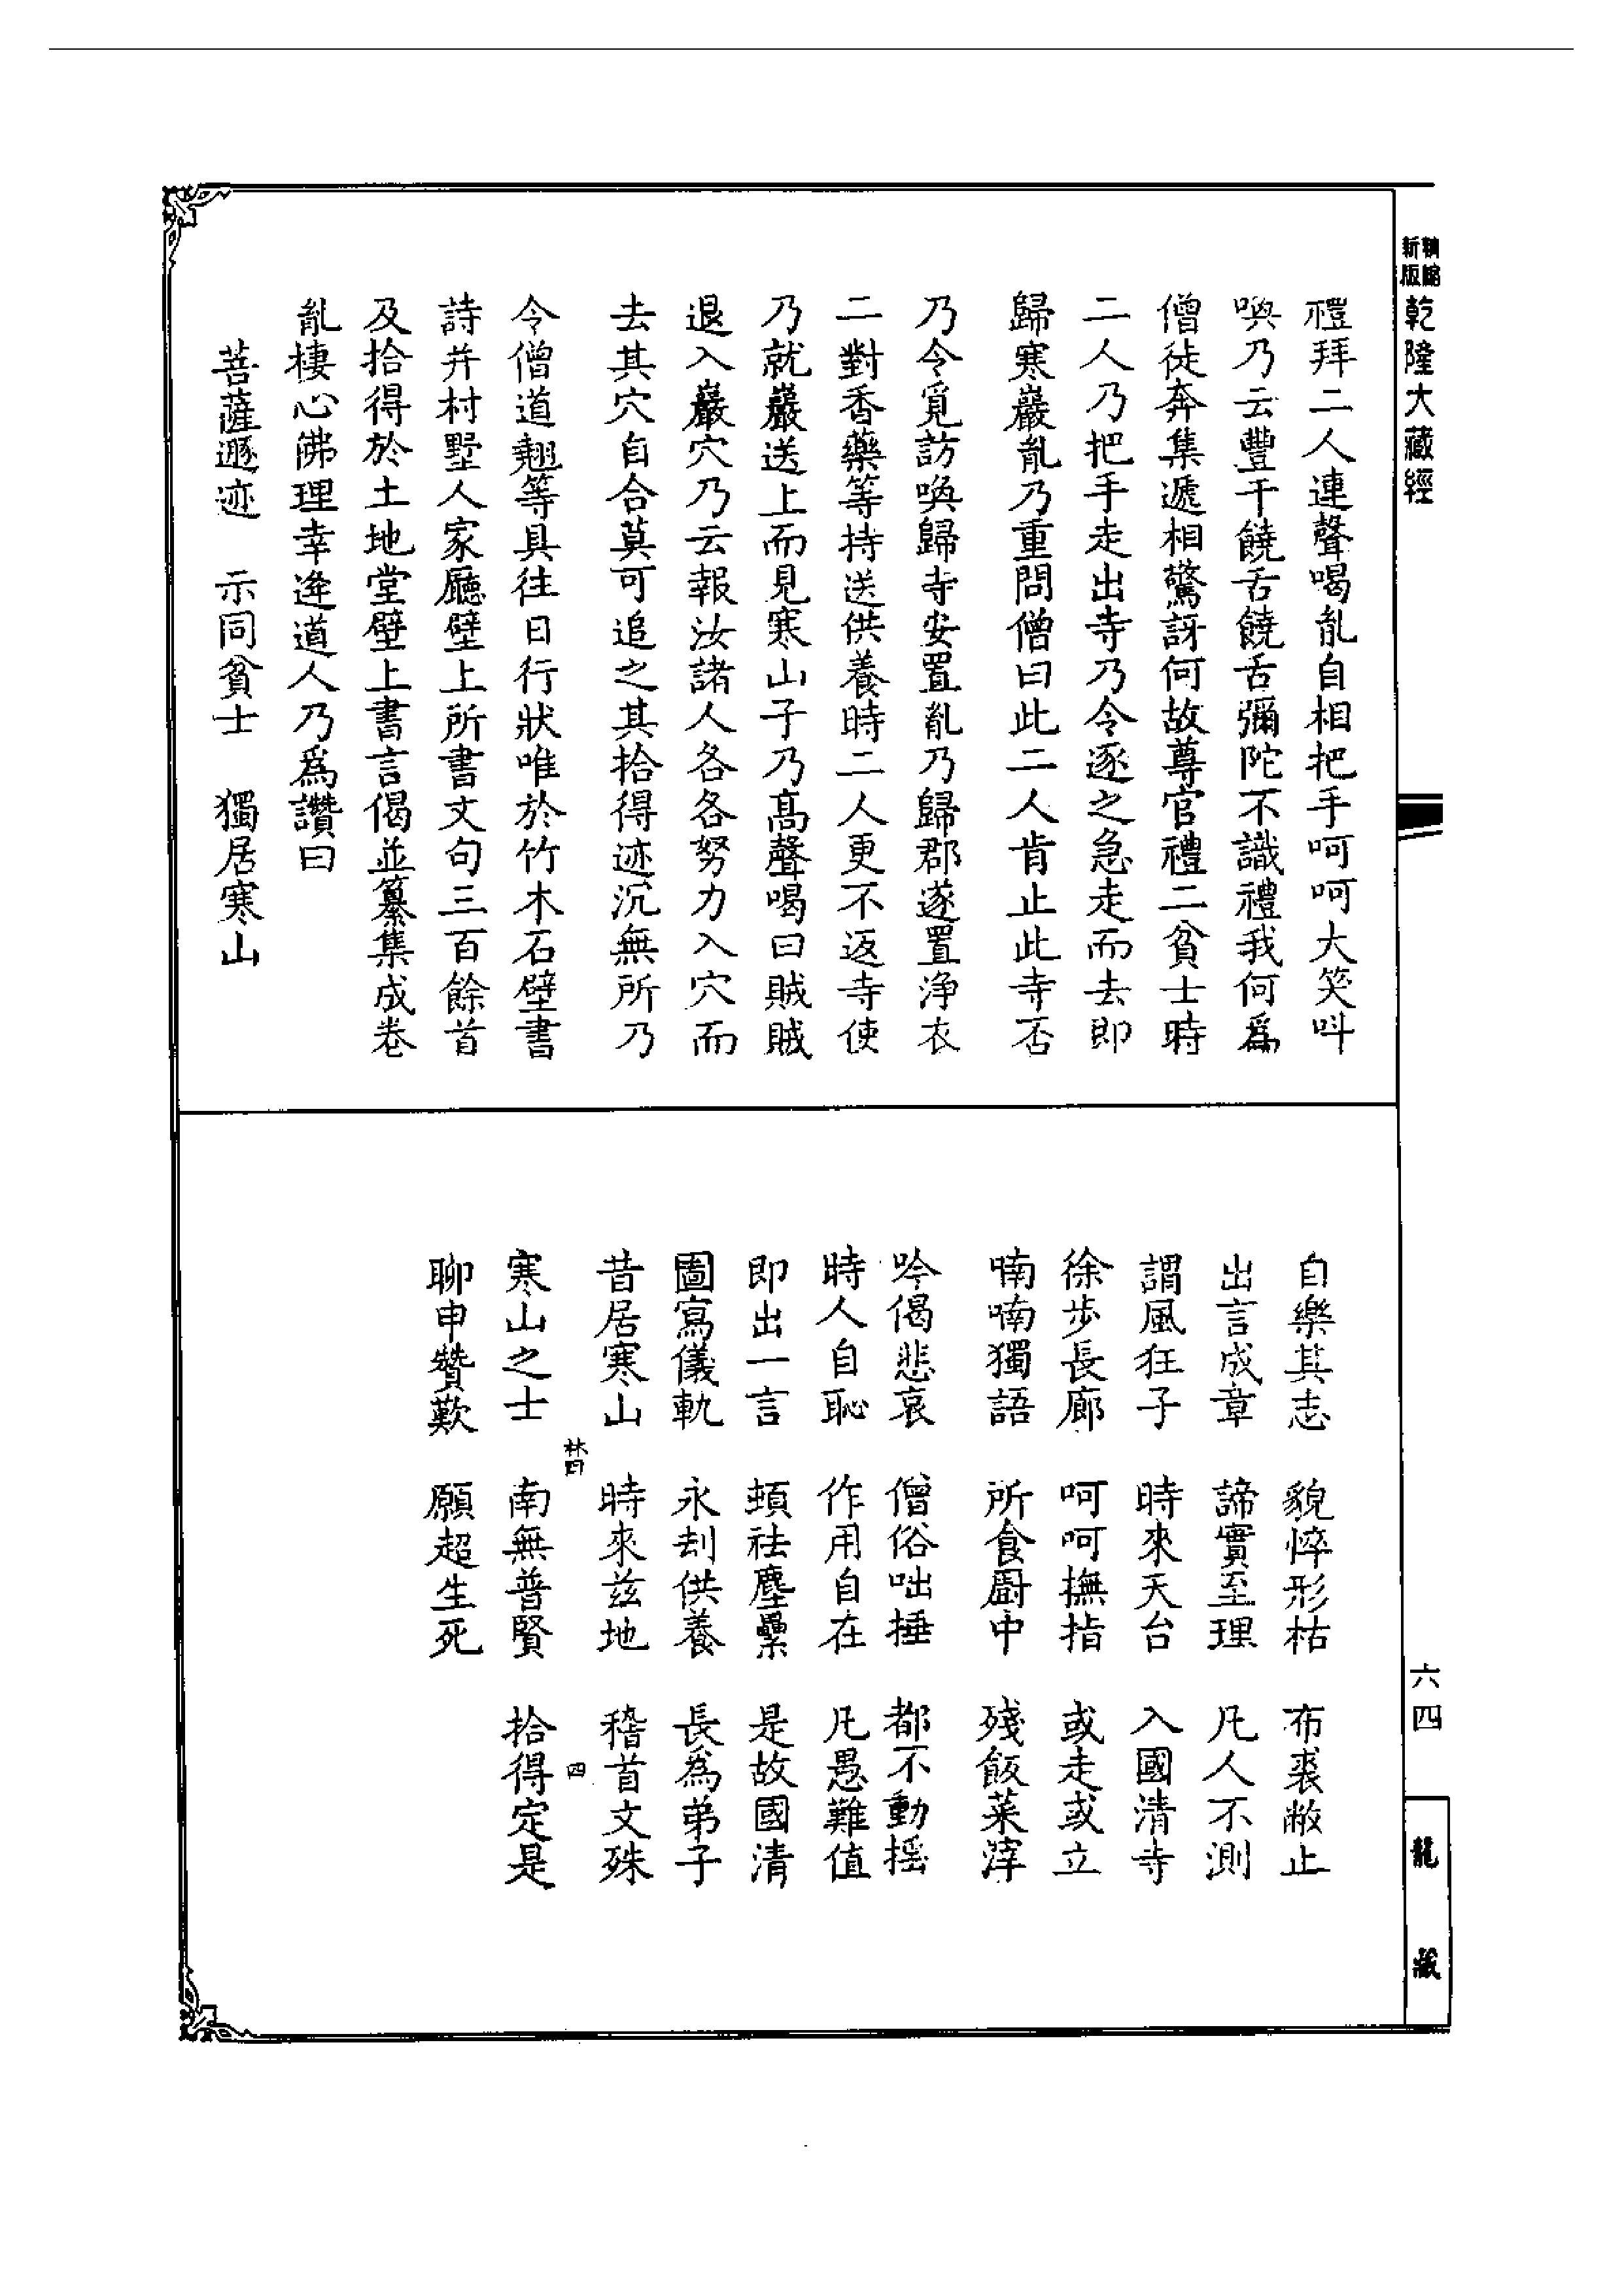 新版 精縮 乾隆大藏經
禮拜二人連聲喝胤自相把手呵呵大笑叫
喚乃云豐干饒舌饒舌彌陀不識禮我何爲
僧徒奔集遞相驚訝何故尊官禮二貧士時
二人乃把手走出寺乃令逐之急走而去即
歸寒巖胤乃重問僧曰此二人肯止此寺否
乃令覓訪喚歸寺安置胤乃歸郡遂置淨衣
二對香藥等持送供養時二人更不返寺使
乃就巖送上而見寒山子乃高聲喝曰賊賊
退入巖穴乃云報汝諸人各各努力入穴而
去其穴自合莫可追之其拾得迹沉無所乃
令僧道翹等具往日行狀唯於竹木石壁書
詩并村墅人家廳壁上所書文句三百餘首
及拾得於土地堂壁上書言偈並纂集成卷
胤棲心佛理幸逢道人乃為讚曰
菩薩遯迹 示同貧士 獨居寒山
自樂其志 貌悴形枯 布裘敝止
出言成章 諦實至理 凡人不測
謂風狂子 時來天台 入國清寺
徐步長廊 呵呵撫指 或走或立
喃喃獨語 所食厨中 殘飯菜滓
吟偈悲哀 僧俗咄捶 都不動搖
時人自恥 作用自在 凡愚難值
即出一言 頓祛塵纍 是故國清
圖寫儀軌 永刼供養 長為弟子
昔居寒山 時來兹地 稽首文殊
林四 四
寒山之士 南無普賢 拾得定是
聊申贊歎 願超生死
六四
龍藏